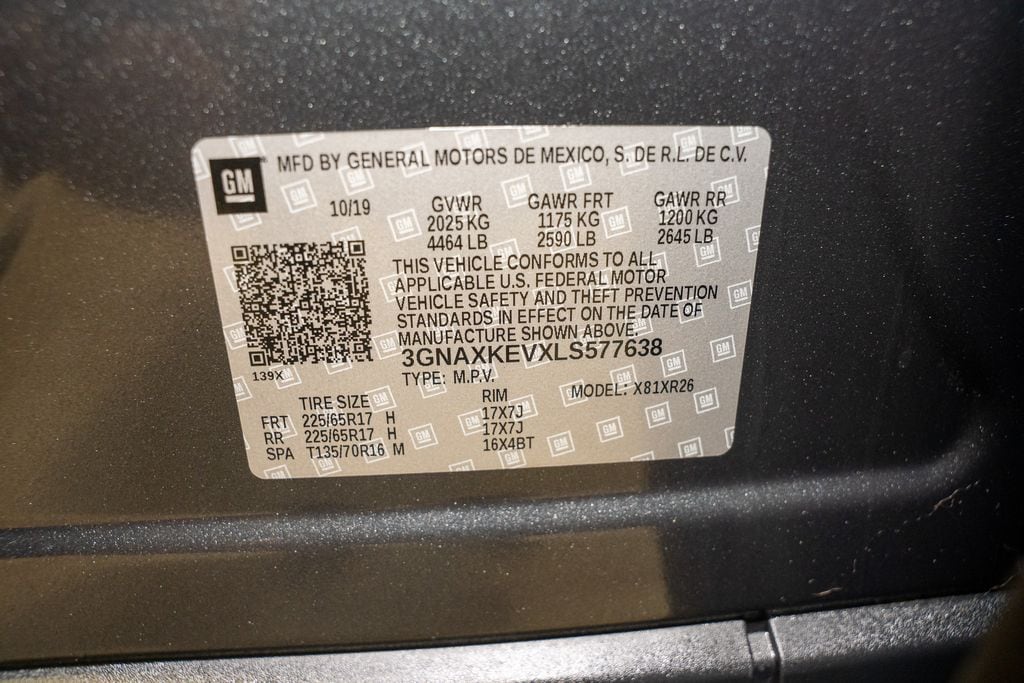 GM
MFD BY GENERAL MOTORS DE MEXICO, S. DE R.L. DE C.V.
10/19 GVWR GAWR FRT GAWR RR
2025 KG 1175 KG 1200 KG
4464 LB 2590 LB 2645 LB
THIS VEHICLE CONFORMS TO ALL
APPLICABLE U.S. FEDERAL MOTOR
VEHICLE SAFETY AND THEFT PREVENTION
STANDARDS IN EFFECT ON THE DATE OF
MANUFACTURE SHOWN ABOVE.
3GNAXKEVXLS577638
139X
TYPE: M.P.V. MODEL: X81XR26
TIRE SIZE RIM
FRT 225/65R17 H 17X7J
RR 225/65R17 H 17X7J
SPA T135/70R16 M 16X4BT